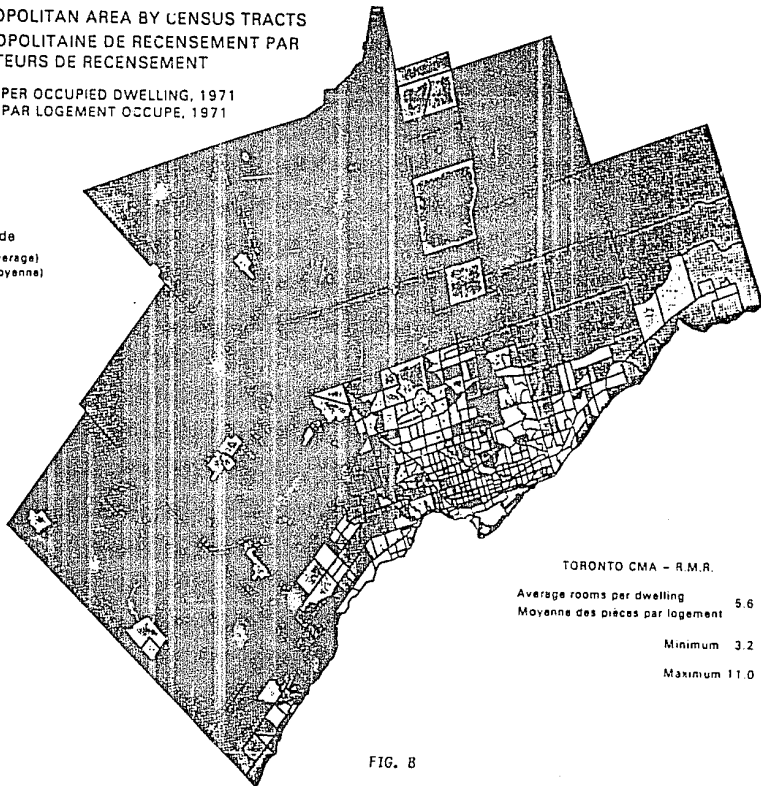 OPOLITAN AREA BY CENSUS TRACTS
OPOLITAINE DE RECENSEMENT PAR
TEURS DE RECENSEMENT
PER OCCUPIED DWELLING, 1971
PAR LOGEMENT OCCUPE, 1971
de
erage)
oyenne)
TORONTO CMA – R.M.R.
Average rooms per dwelling 5.6
Moyenne des pièces par logement
Minimum 3.2
Maximum 11.0
FIG. 8